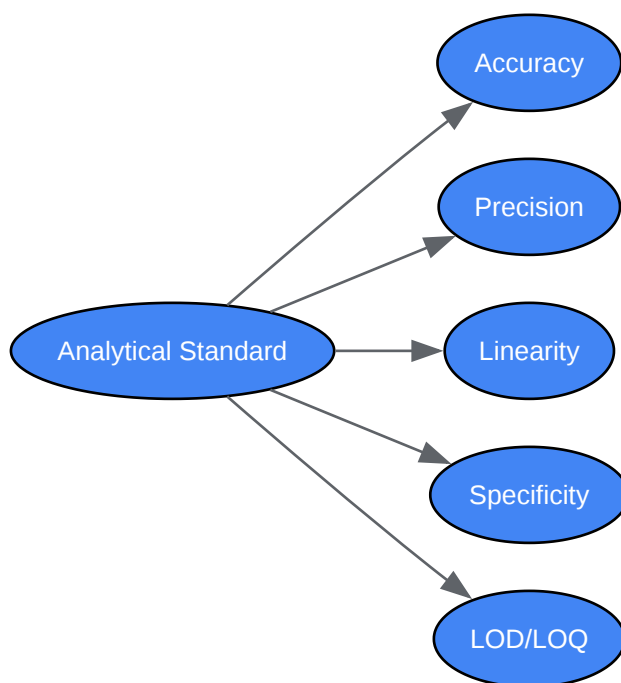 Accuracy
Precision
Analytical Standard
Linearity
Specificity
LOD/LOQ